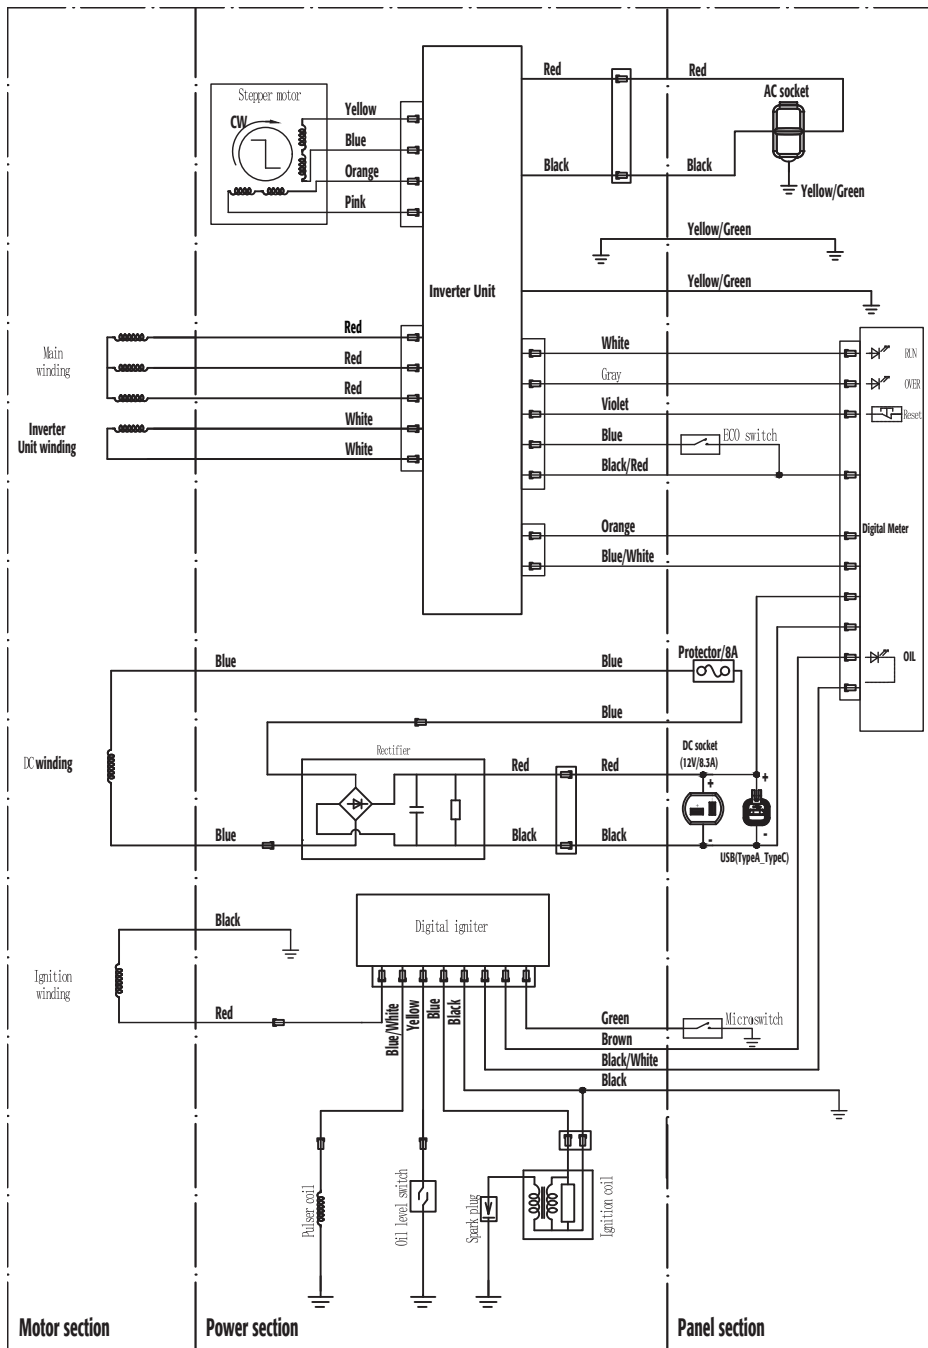 Red
Red
AC socket
Stepper motor
CW
Yellow
Blue
Orange
Pink
Black
Black
Yellow/Green
Yellow/Green
Yellow/Green
Inverter Unit
Main
winding
Red
Red
Red
Inverter
Unit winding
White
White
White
Gray
Violet
Blue
Black/Red
ECO switch
RUN
OVER
Reset
Orange
Blue/White
Digital Meter
OIL
Blue
Blue
Protector/8A
Blue
DC winding
Rectifier
Red
Red
DC socket
(12V/8.3A)
+
+
-
-
Blue
Black
Black
USB(TypeA_TypeC)
Digital igniter
Black
Ignition
winding
Red
Blue/White
Yellow
Blue
Black
Green
Microswitch
Brown
Black/White
Black
Pulser coil
Oil level switch
Spark plug
Ignition coil
Motor section
Power section
Panel section